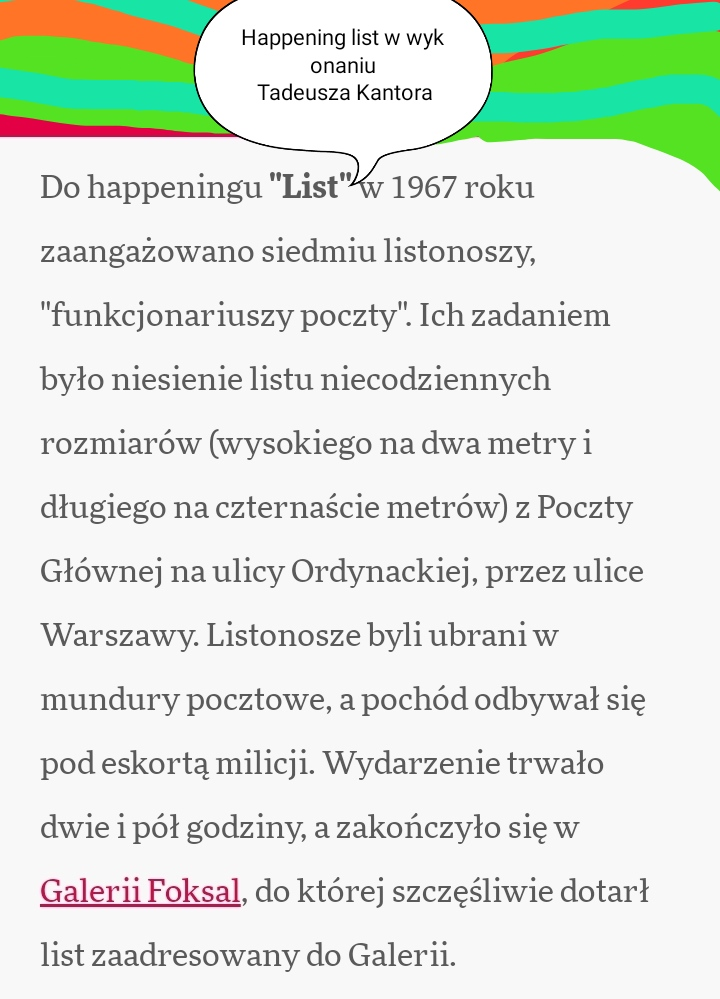 Happening list w wyk
onaniu
Tadeusza Kantora
Do happeningu "List" w 1967 roku
zaangażowano siedmiu listonoszy,
"funkcjonariuszy poczty". Ich zadaniem
było niesienie listu niecodziennych
rozmiarów (wysokiego na dwa metry i
długiego na czternaście metrów) z Poczty
Głównej na ulicy Ordynackiej, przez ulice
Warszawy. Listonosze byli ubrani w
mundury pocztowe, a pochód odbywał się
pod eskortą milicji. Wydarzenie trwało
dwie i pół godziny, a zakończyło się w
Galerii Foksal, do której szczęśliwie dotarł
list zaadresowany do Galerii.